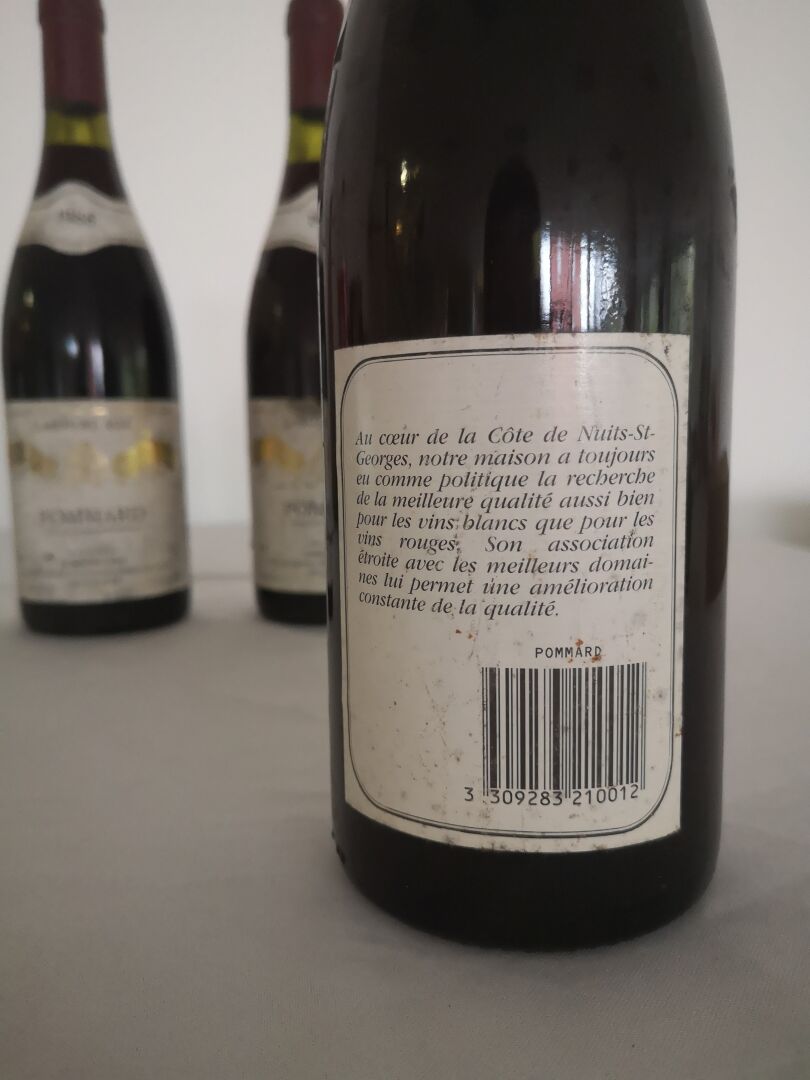 Au cœur de la Côte de Nuits-St-
Georges, notre maison a toujours
eu comme politique la recherche
de la meilleure qualité aussi bien
pour les vins blancs que pour les
vins rouges. Son association
étroite avec les meilleurs domai-
nes lui permet une amélioration
constante de la qualité.
POMMARD
3 309283 210012
POMMARD